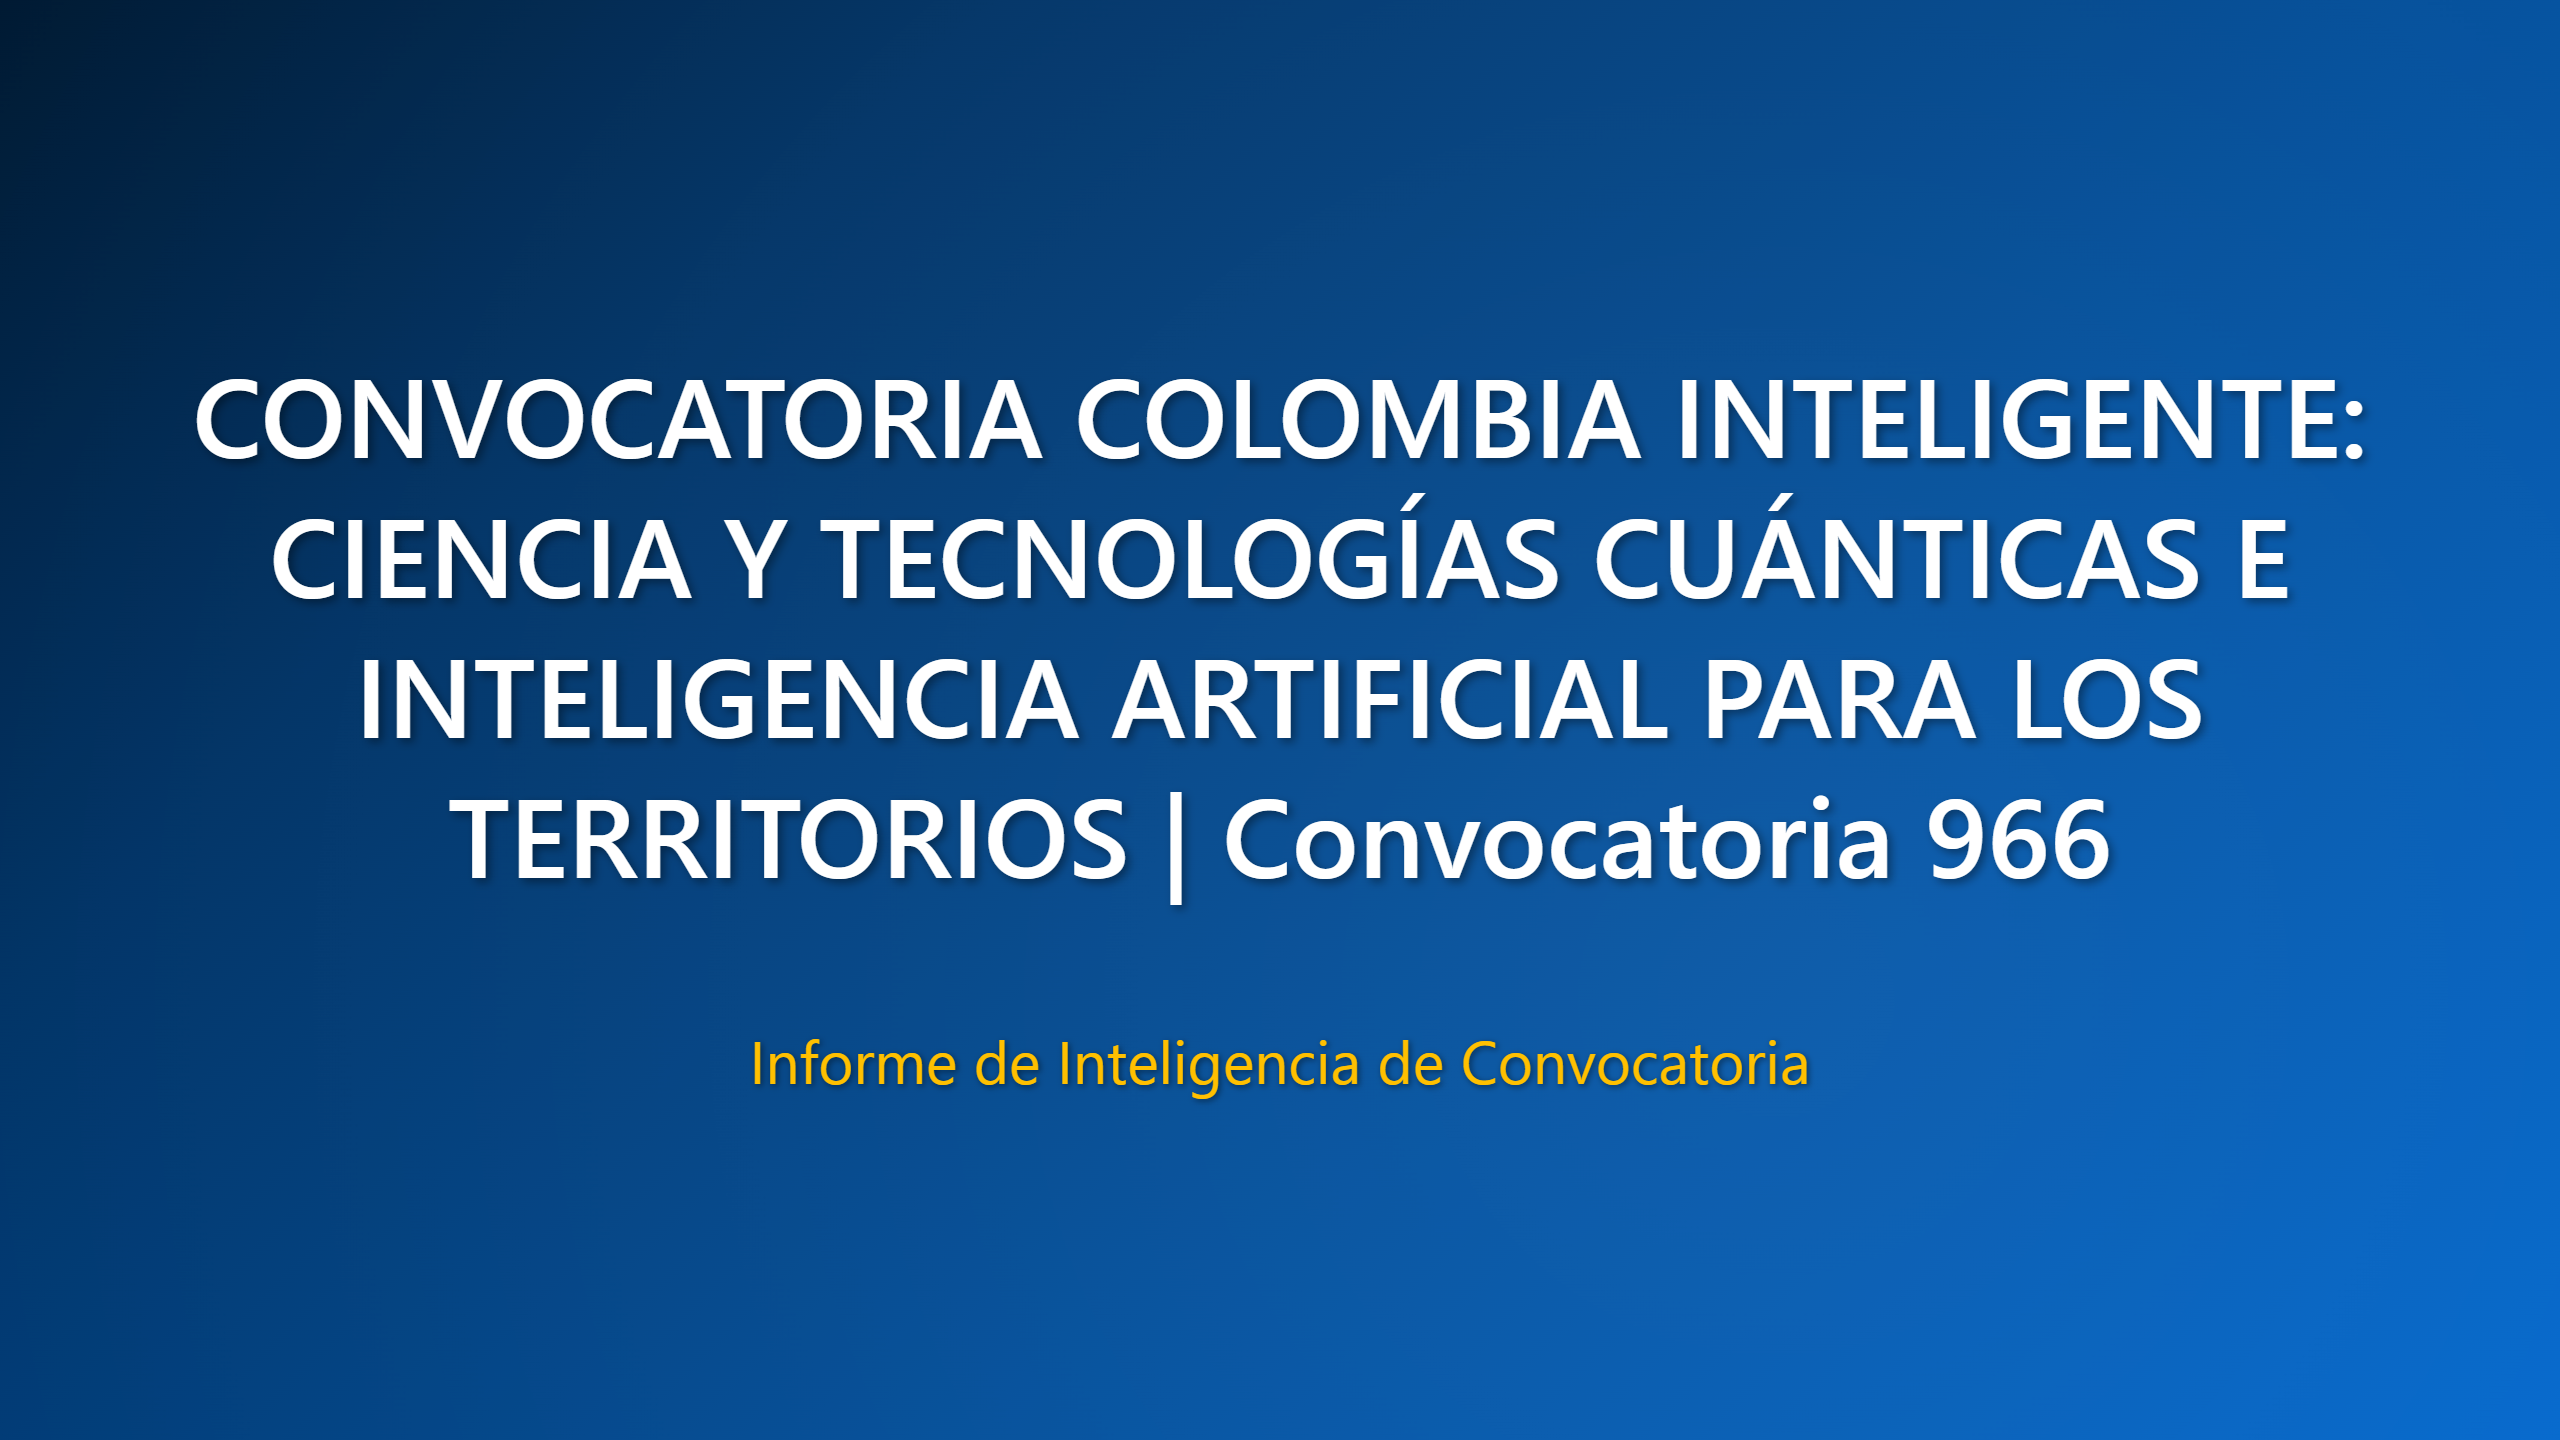 CONVOCATORIA COLOMBIA INTELIGENTE:
CIENCIA Y TECNOLOGÍAS CUÁNTICAS E
INTELIGENCIA ARTIFICIAL PARA LOS
TERRITORIOS | Convocatoria 966
Informe de Inteligencia de Convocatoria